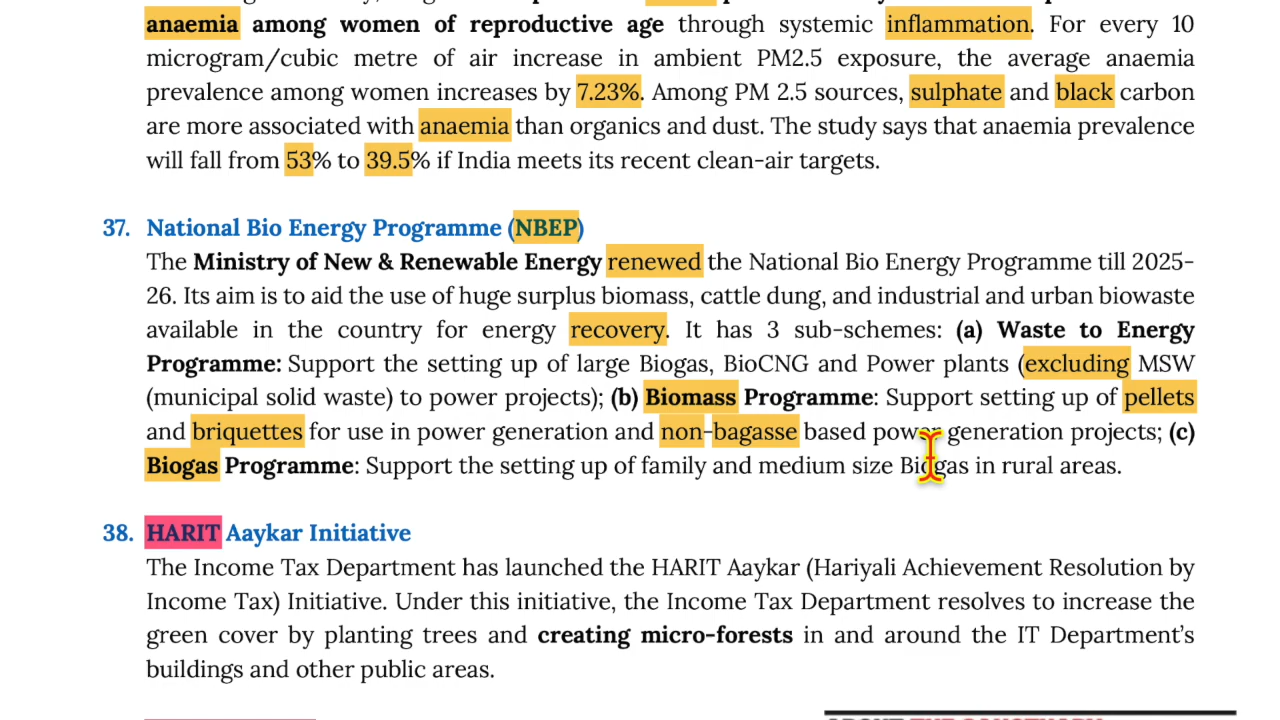 anaemia among women of reproductive age through systemic inflammation. For every 10
microgram/cubic metre of air increase in ambient PM2.5 exposure, the average anaemia
prevalence among women increases by 7.23%. Among PM 2.5 sources, sulphate and black carbon
are more associated with anaemia than organics and dust. The study says that anaemia prevalence
will fall from 53% to 39.5% if India meets its recent clean-air targets.
37. National Bio Energy Programme (NBEP)
The Ministry of New & Renewable Energy renewed the National Bio Energy Programme till 2025-
26. Its aim is to aid the use of huge surplus biomass, cattle dung, and industrial and urban biowaste
available in the country for energy recovery. It has 3 sub-schemes: (a) Waste to Energy
Programme: Support the setting up of large Biogas, BioCNG and Power plants (excluding MSW
(municipal solid waste) to power projects); (b) Biomass Programme: Support setting up of pellets
and briquettes for use in power generation and non-bagasse based power generation projects; (c)
Biogas Programme: Support the setting up of family and medium size Biogas in rural areas.
38. HARIT Aaykar Initiative
The Income Tax Department has launched the HARIT Aaykar (Hariyali Achievement Resolution by
Income Tax) Initiative. Under this initiative, the Income Tax Department resolves to increase the
green cover by planting trees and creating micro-forests in and around the IT Department's
buildings and other public areas.
ABOUT THE SANCTUARY